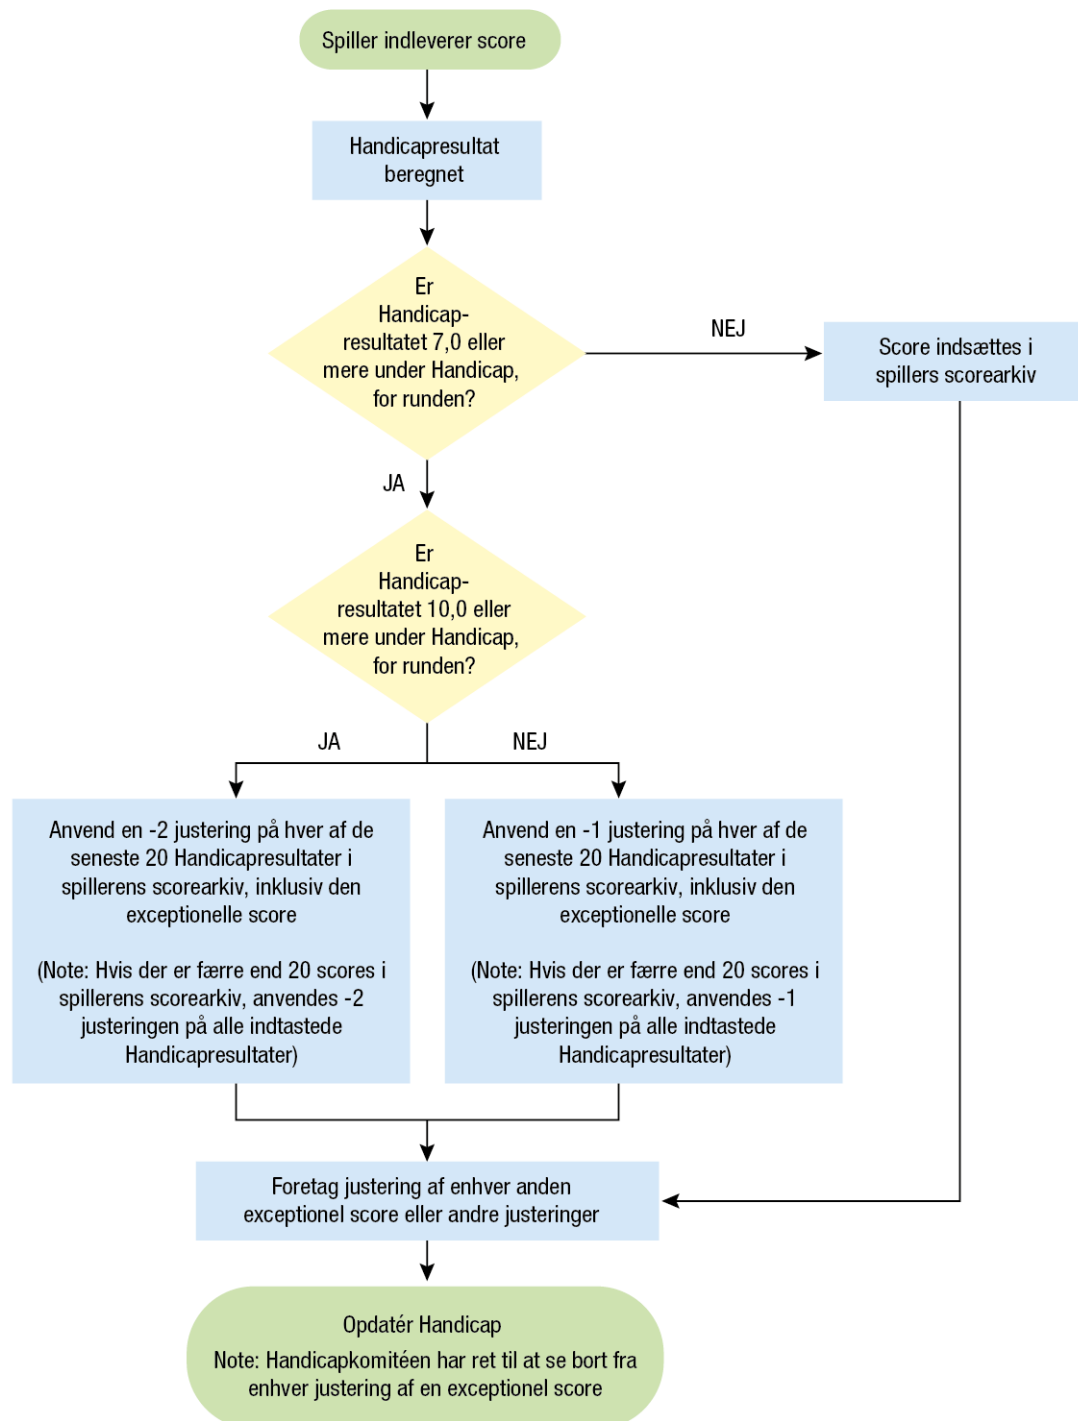 Spiller indleverer score
Handicapresultat
beregnet
Er
Handicap-
resultatet 7,0 eller
mere under Handicap,
for runden?
NEJ
Score indsættes i
spillers scorearkiv
JA
Er
Handicap-
resultatet 10,0 eller
mere under Handicap,
for runden?
JA
NEJ
Anvend en -2 justering på hver af de
seneste 20 Handicapresultater i
spillerens scorearkiv, inklusiv den
exceptionelle score
(Note: Hvis der er færre end 20 scores i
spillerens scorearkiv, anvendes -2
justeringen på alle indtastede
Handicapresultater)
Anvend en -1 justering på hver af de
seneste 20 Handicapresultater i
spillerens scorearkiv, inklusiv den
exceptionelle score
(Note: Hvis der er færre end 20 scores i
spillerens scorearkiv, anvendes -1
justeringen på alle indtastede
Handicapresultater)
Foretag justering af enhver anden
exceptionel score eller andre justeringer
Opdatér Handicap
Note: Handicapkomitéen har ret til at se bort fra
enhver justering af en exceptionel score